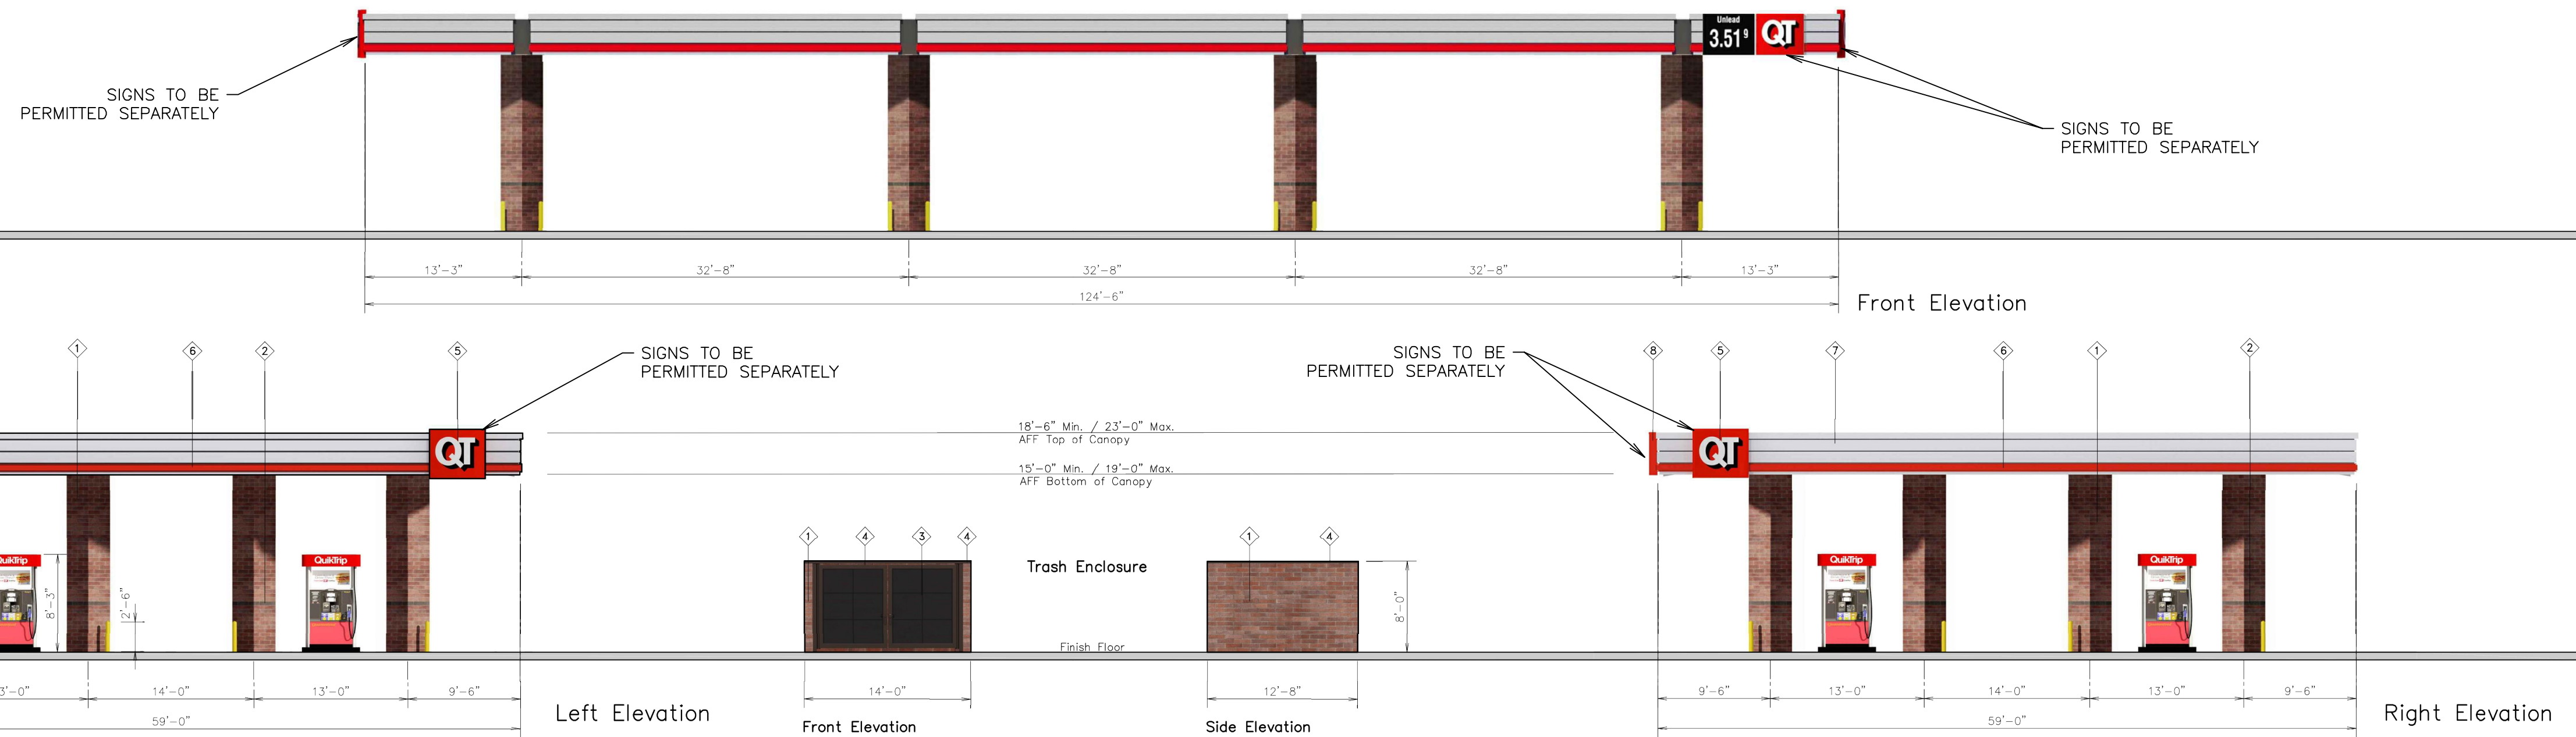 Unlead
3.51 9
QT
SIGNS TO BE
PERMITTED SEPARATELY
SIGNS TO BE
PERMITTED SEPARATELY
13'-3"
32'-8"
32'-8"
32'-8"
13'-3"
124'-6"
Front Elevation
1
6
2
5
SIGNS TO BE
PERMITTED SEPARATELY
QT
QuikTrip
QuikTrip
8'-3"
2'-6"
3'-0"
14'-0"
13'-0"
9'-6"
59'-0"
Left Elevation
18'-6" Min. / 23'-0" Max.
AFF Top of Canopy
15'-0" Min. / 19'-0" Max.
AFF Bottom of Canopy
1
4
3
4
Trash Enclosure
Finish Floor
14'-0"
Front Elevation
1
4
8'-0"
12'-8"
Side Elevation
SIGNS TO BE
PERMITTED SEPARATELY
8
5
7
6
1
2
QT
QuikTrip
QuikTrip
9'-6"
13'-0"
14'-0"
13'-0"
9'-6"
59'-0"
Right Elevation